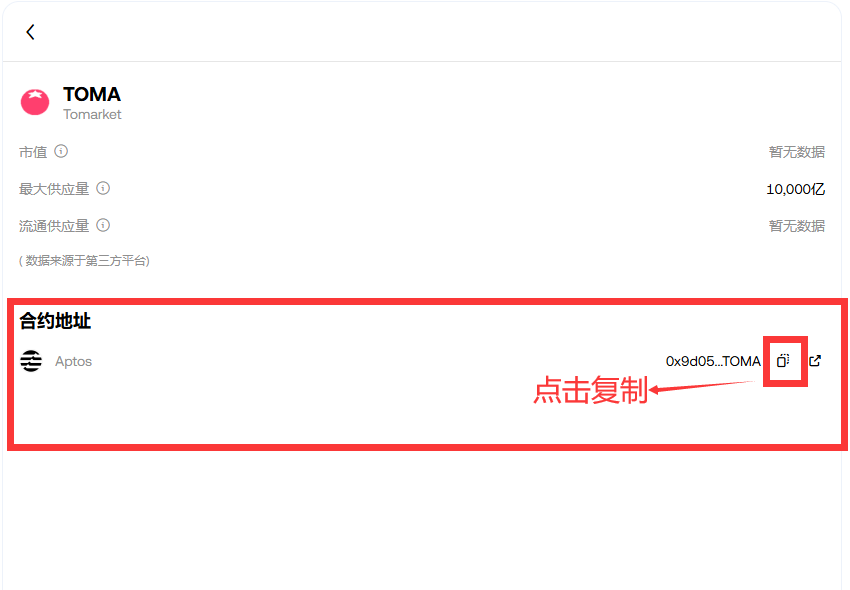 TOMA
Tomarket
市值 暂无数据
最大供应量 10,000亿
流通供应量 暂无数据
( 数据来源于第三方平台)
合约地址
Aptos 0x9d05...TOMA
点击复制